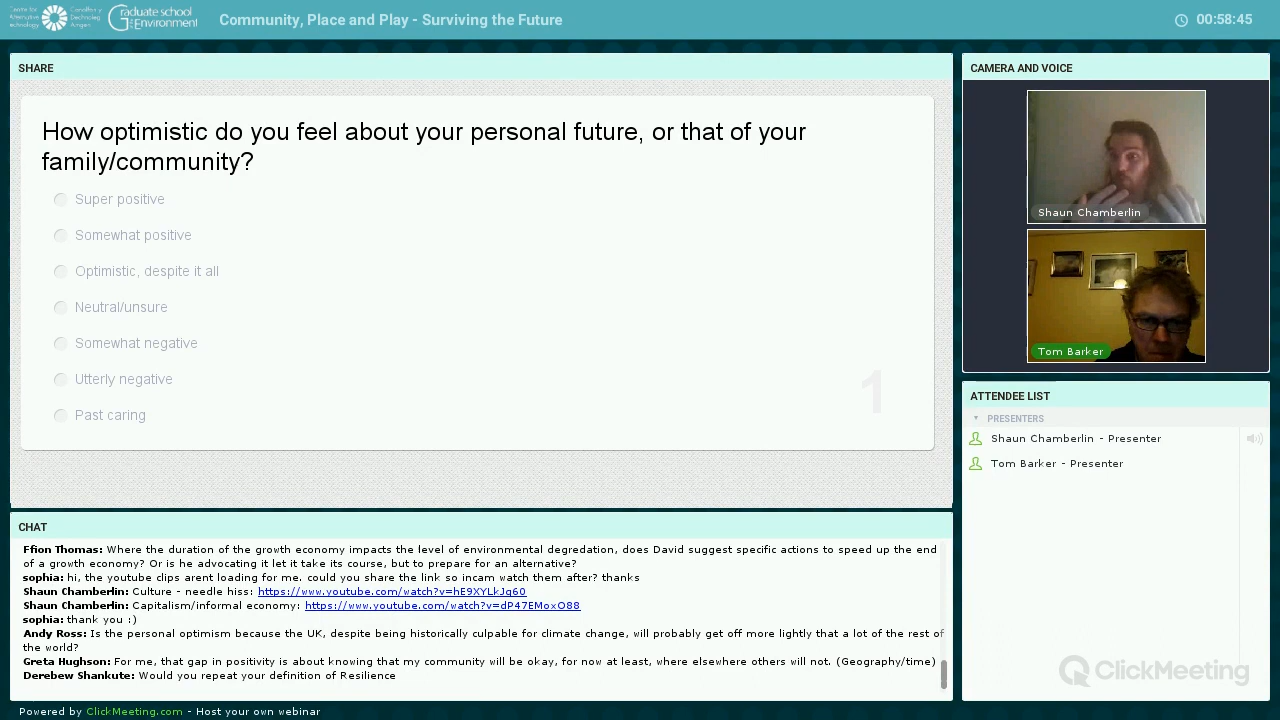 Centre for
Alternative
Technology
Canolfan y
Dechnoleg
Amgen
Graduate school
of the Environment
Community, Place and Play - Surviving the Future
00:58:45
SHARE
How optimistic do you feel about your personal future, or that of your
family/community?
Super positive
Somewhat positive
Optimistic, despite it all
Neutral/unsure
Somewhat negative
Utterly negative
Past caring
1
CAMERA AND VOICE
Shaun Chamberlin
Tom Barker
ATTENDEE LIST
PRESENTERS
Shaun Chamberlin - Presenter
Tom Barker - Presenter
ClickMeeting
CHAT
Ffion Thomas: Where the duration of the growth economy impacts the level of environmental degredation, does David suggest specific actions to speed up the end
of a growth economy? Or is he advocating it let it take its course, but to prepare for an alternative?
sophia: hi, the youtube clips arent loading for me. could you share the link so incam watch them after? thanks
Shaun Chamberlin: Culture - needle hiss: https://www.youtube.com/watch?v=hE9XYLkJq60
Shaun Chamberlin: Capitalism/informal economy: https://www.youtube.com/watch?v=dP47EMoxO88
sophia: thank you :)
Andy Ross: Is the personal optimism because the UK, despite being historically culpable for climate change, will probably get off more lightly that a lot of the rest of
the world?
Greta Hughson: For me, that gap in positivity is about knowing that my community will be okay, for now at least, where elsewhere others will not. (Geography/time)
Derebew Shankute: Would you repeat your definition of Resilience
Powered by ClickMeeting.com - Host your own webinar